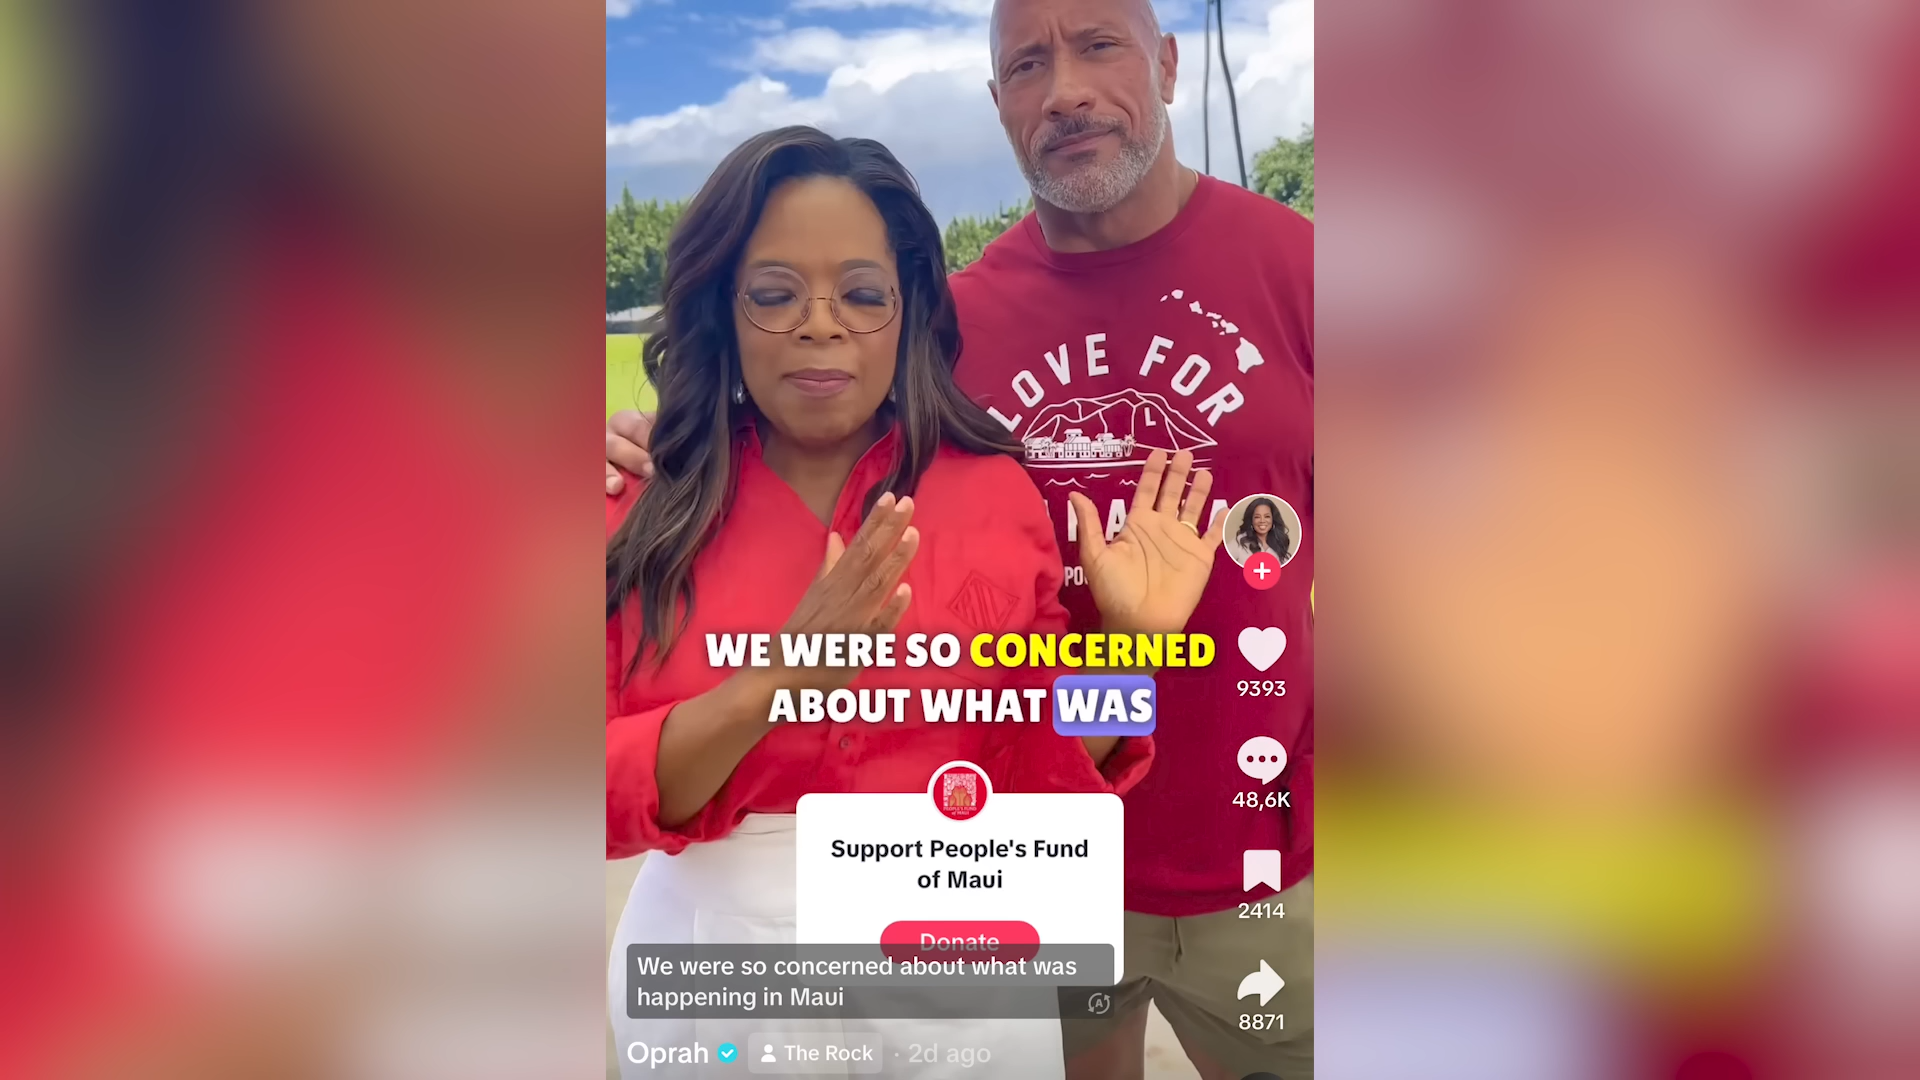 LOVE FOR
L
WE WERE SO CONCERNED
ABOUT WHAT WAS
9393
48,6K
Support People's Fund
of Maui
2414
Donate
We were so concerned about what was
happening in Maui
8871
Oprah
The Rock
· 2d ago